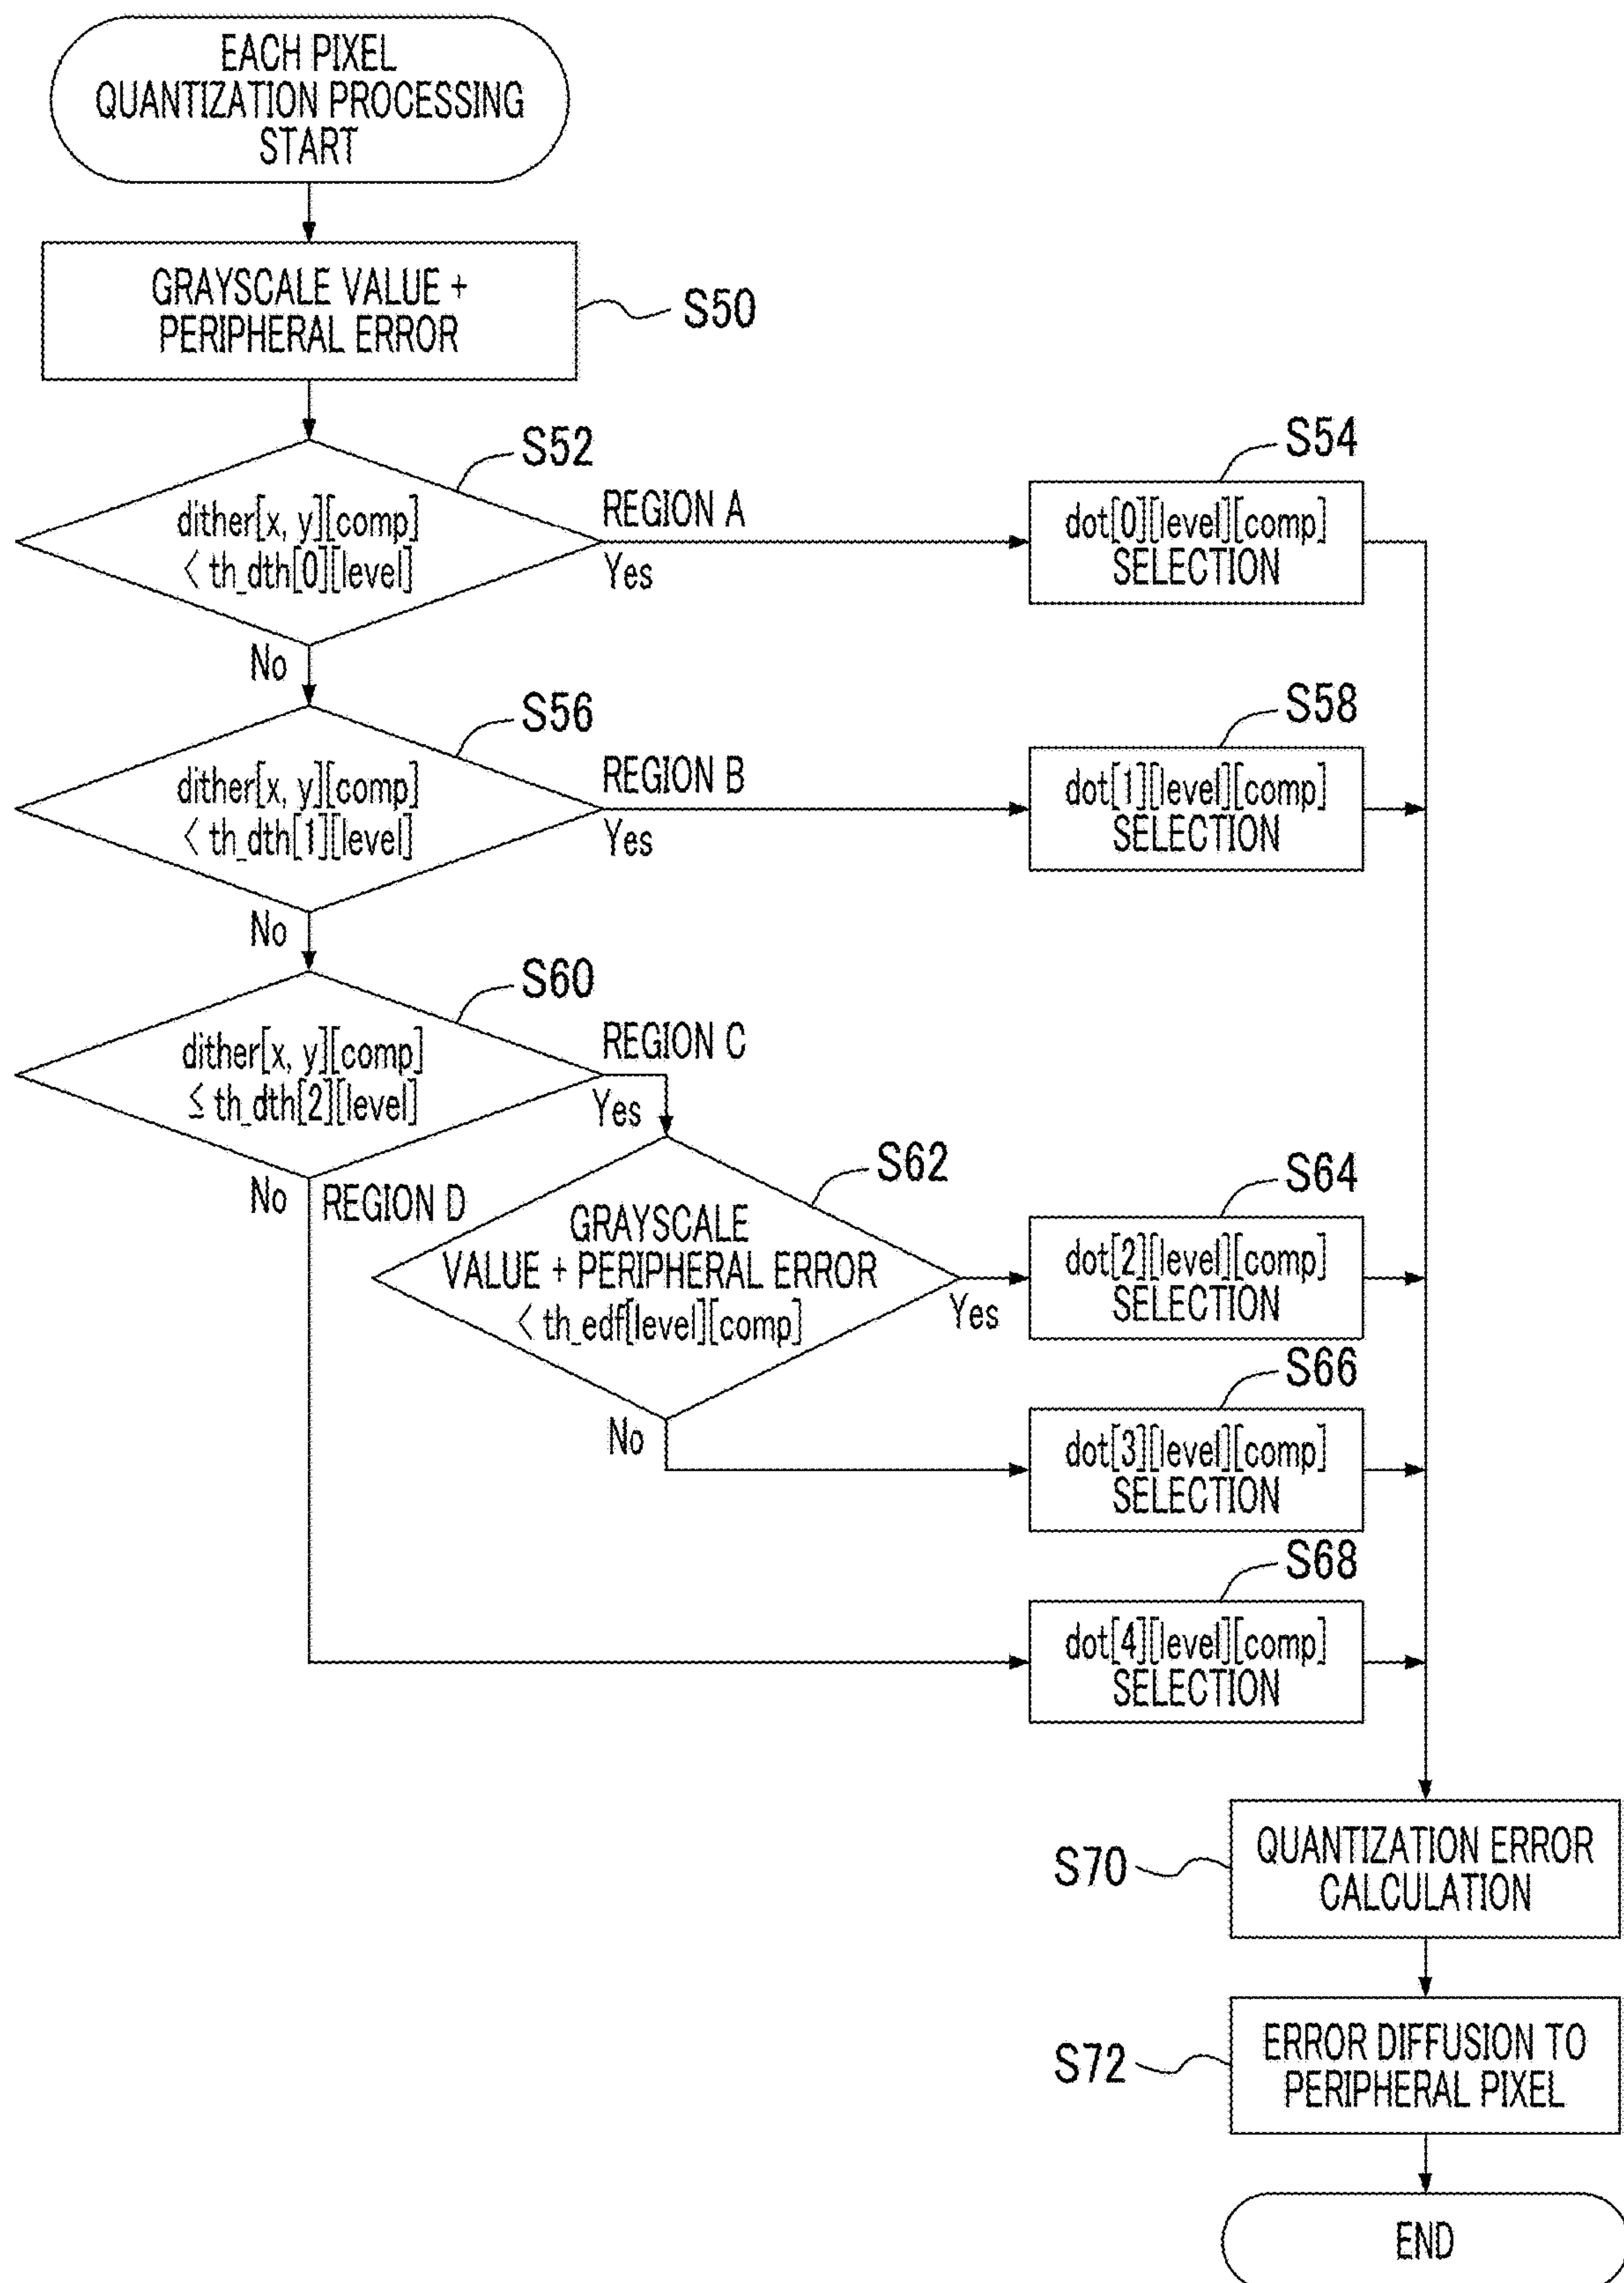 EACH PIXEL
QUANTIZATION PROCESSING
START
GRAYSCALE VALUE +
PERIPHERAL ERROR
S50
S52
dither[x, y][comp]
< th_dth[0][level]
REGION A
Yes
No
S54
dot[0][level][comp]
SELECTION
S56
dither[x, y][comp]
< th_dth[1][level]
REGION B
Yes
No
S58
dot[1][level][comp]
SELECTION
S60
dither[x, y][comp]
≤ th_dth[2][level]
REGION C
Yes
No
REGION D
S62
GRAYSCALE
VALUE + PERIPHERAL ERROR
< th_edf[level][comp]
Yes
No
S64
dot[2][level][comp]
SELECTION
S66
dot[3][level][comp]
SELECTION
S68
dot[4][level][comp]
SELECTION
S70
QUANTIZATION ERROR
CALCULATION
S72
ERROR DIFFUSION TO
PERIPHERAL PIXEL
END